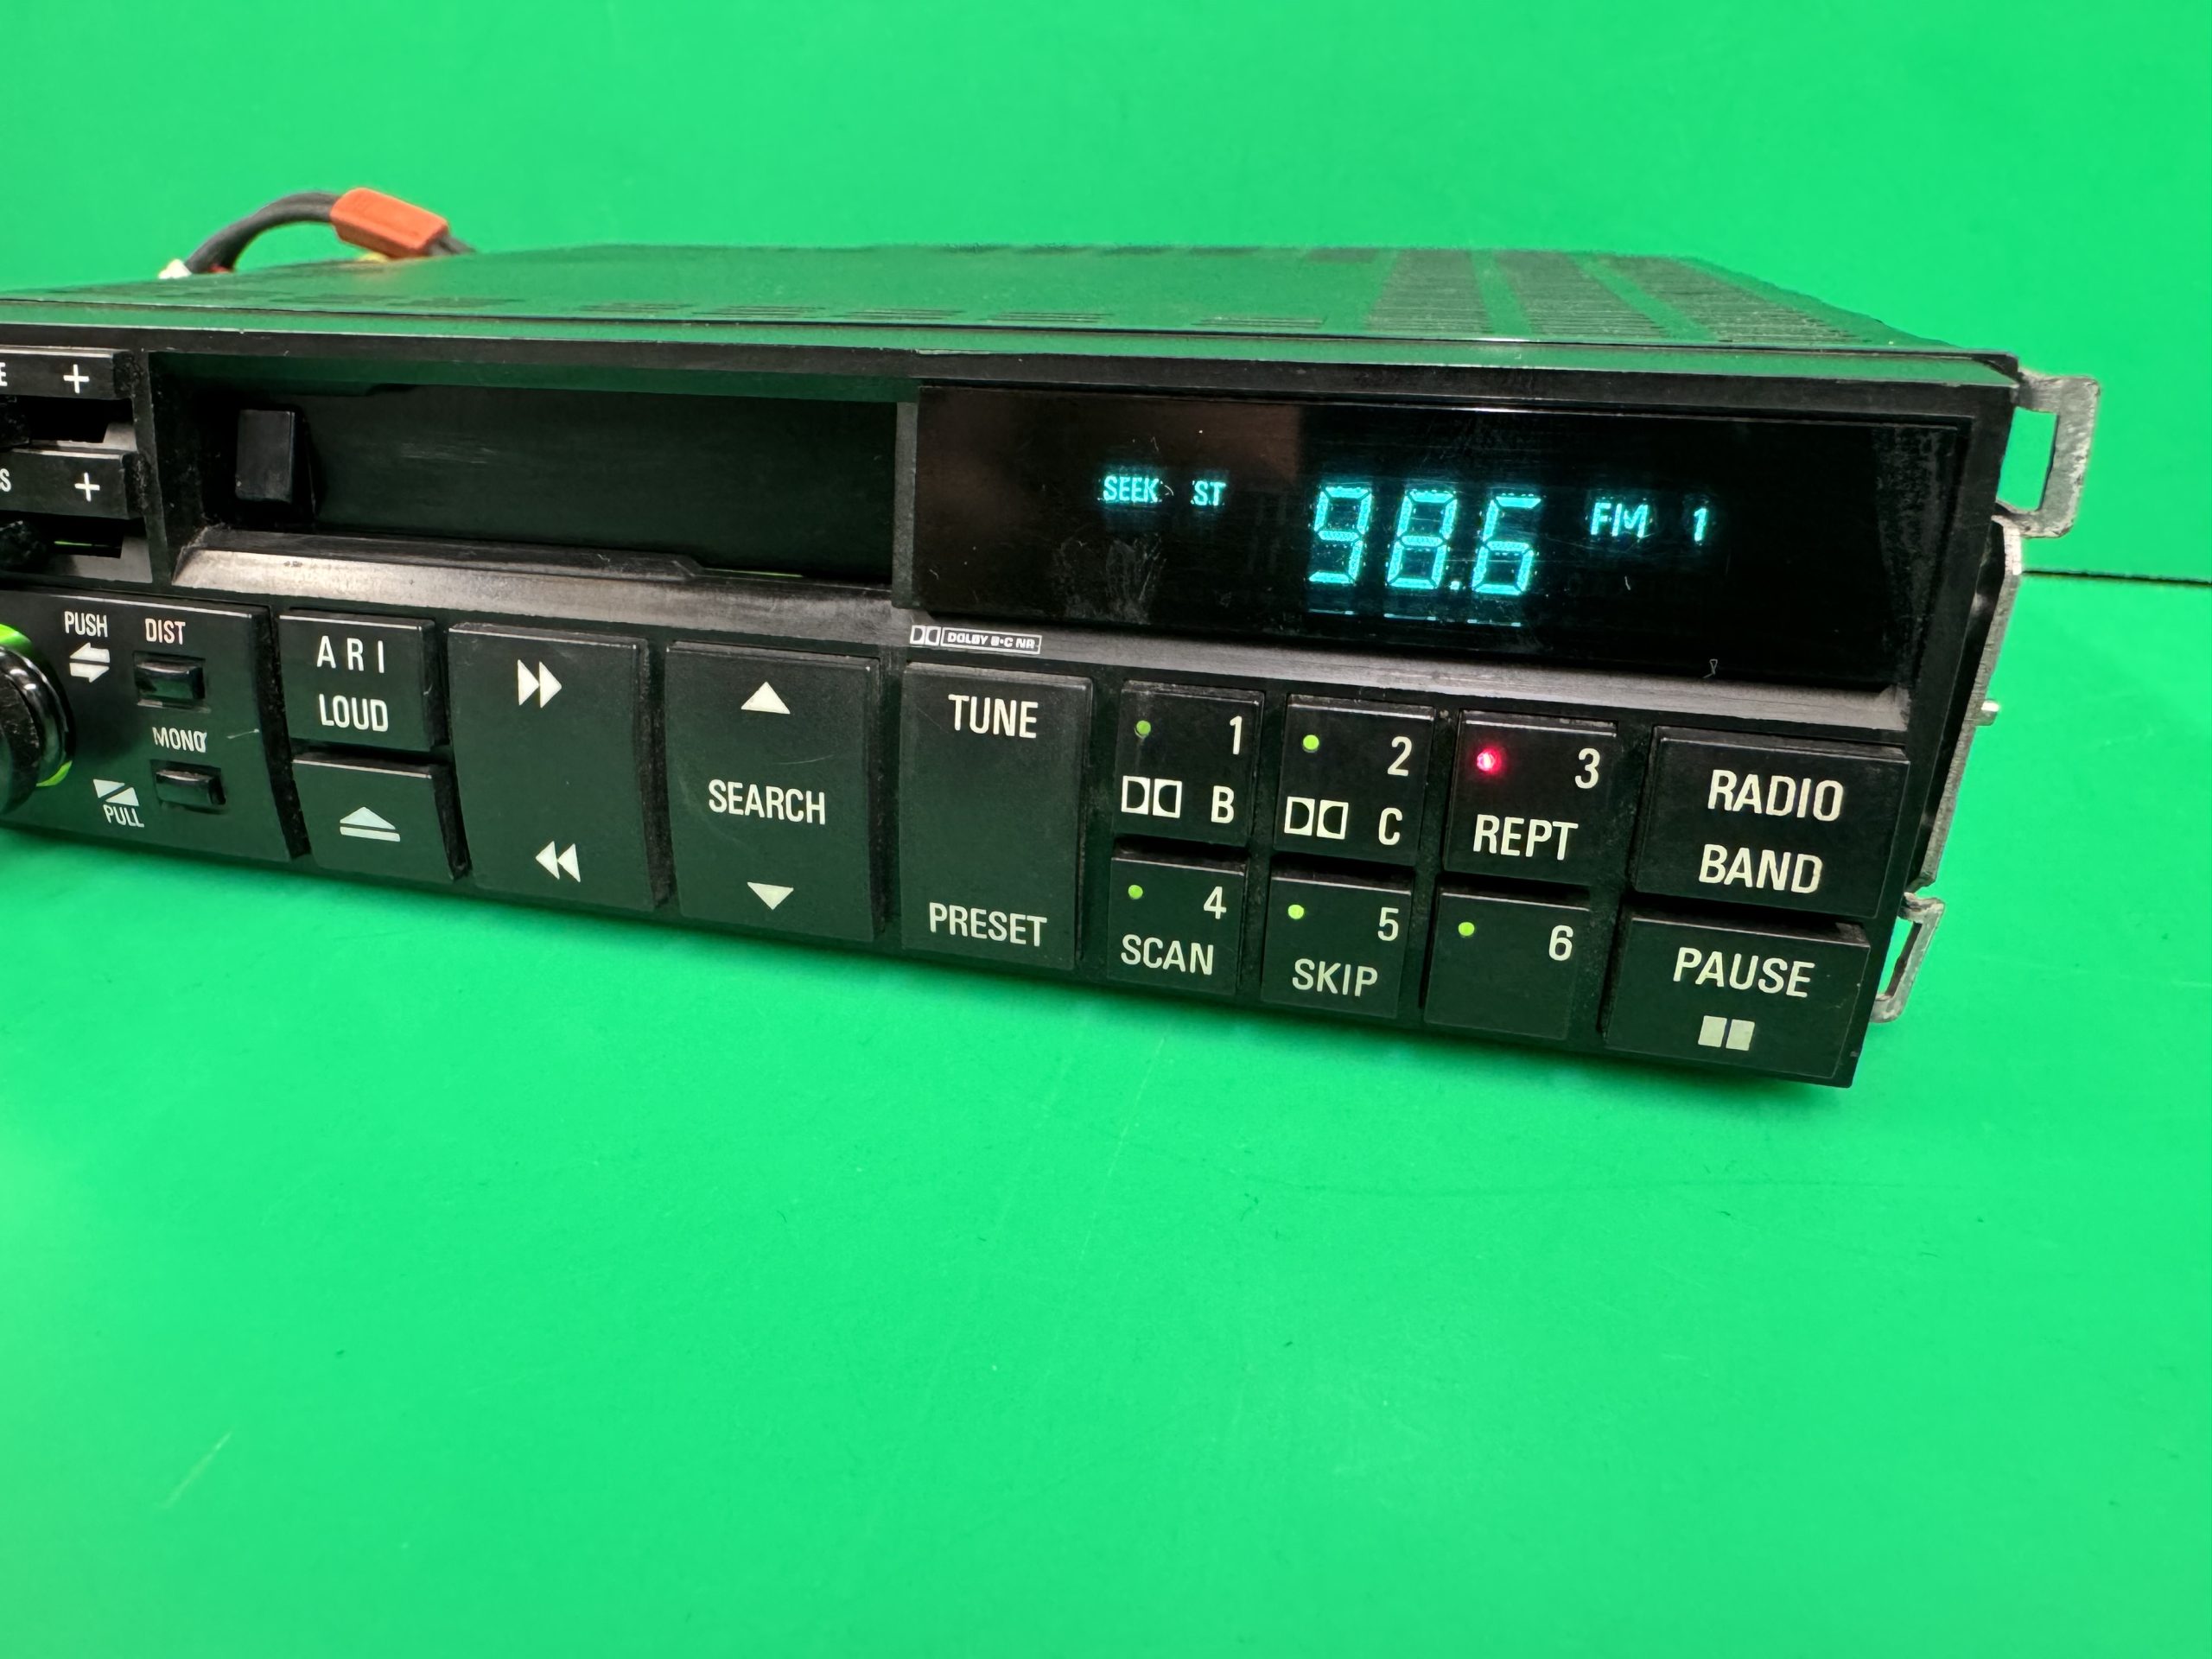 E +
S +
SEEK ST 98.6 FM 1
DOLBY B·C NR
PUSH
DIST
MONO
PULL
ARI
LOUD
SEARCH
TUNE
PRESET
1
B
2
C
3
REPT
RADIO
BAND
4
SCAN
5
SKIP
6
PAUSE